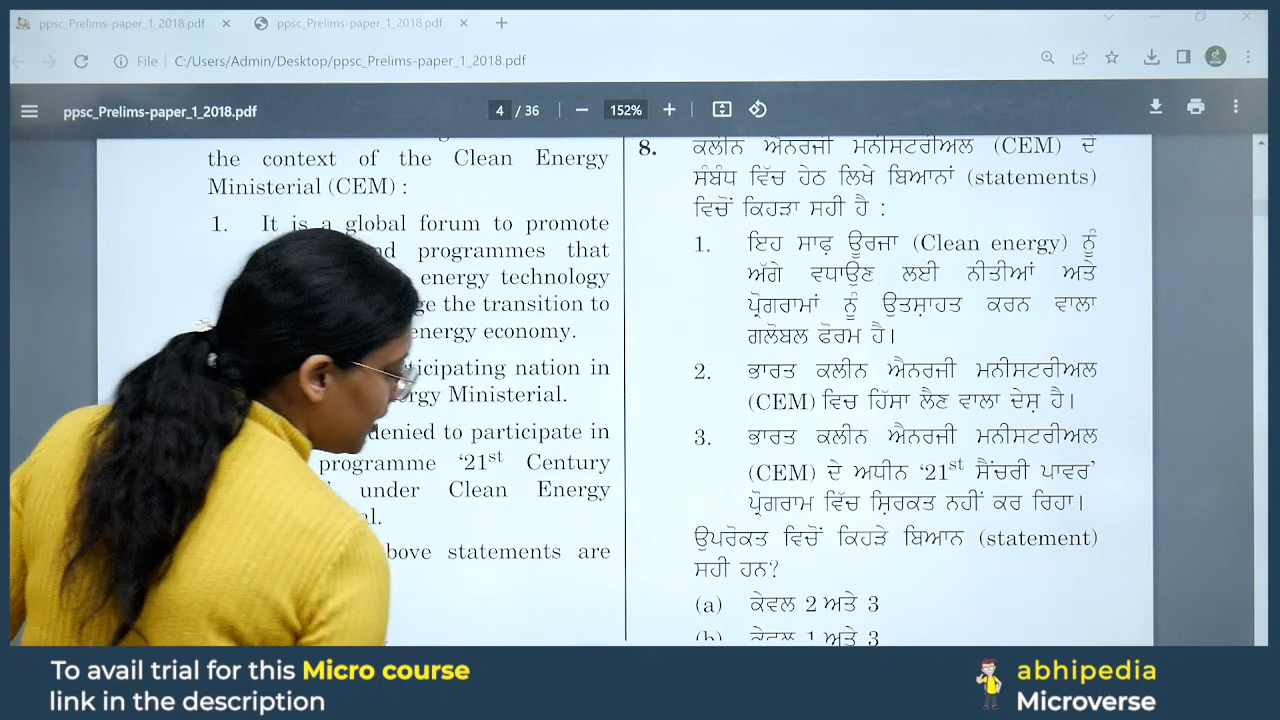 ppsc_Prelims-paper_1_2018.pdf
ppsc_Prelims-paper_1_2018.pdf
File C:/Users/Admin/Desktop/ppsc_Prelims-paper_1_2018.pdf
ppsc_Prelims-paper_1_2018.pdf
4 / 36
152%
the context of the Clean Energy
Ministerial (CEM) :
1. It is a global forum to promote
programmes that
energy technology
the transition to
energy economy.
nation in
Ministerial.
denied to participate in
programme '21st Century
under Clean Energy
statements are
8. ਕਲੀਨ ਐਨਰਜੀ ਮਨੀਸਟਰੀਅਲ (CEM) ਦੇ
ਸੰਬੰਧ ਵਿੱਚ ਹੇਠ ਲਿਖੇ ਬਿਆਨਾਂ (statements)
ਵਿਚੋਂ ਕਿਹੜਾ ਸਹੀ ਹੈ :
1. ਇਹ ਸਾਫ਼ ਊਰਜਾ (Clean energy) ਨੂੰ
ਅੱਗੇ ਵਧਾਉਣ ਲਈ ਨੀਤੀਆਂ ਅਤੇ
ਪ੍ਰੋਗਰਾਮਾਂ ਨੂੰ ਉਤਸ਼ਾਹਤ ਕਰਨ ਵਾਲਾ
ਗਲੋਬਲ ਫੋਰਮ ਹੈ।
2. ਭਾਰਤ ਕਲੀਨ ਐਨਰਜੀ ਮਨੀਸਟਰੀਅਲ
(CEM) ਵਿਚ ਹਿੱਸਾ ਲੈਣ ਵਾਲਾ ਦੇਸ਼ ਹੈ।
3. ਭਾਰਤ ਕਲੀਨ ਐਨਰਜੀ ਮਨੀਸਟਰੀਅਲ
(CEM) ਦੇ ਅਧੀਨ '21st ਸੈਂਚਰੀ ਪਾਵਰ'
ਪ੍ਰੋਗਰਾਮ ਵਿੱਚ ਸ਼ਿਰਕਤ ਨਹੀਂ ਕਰ ਰਿਹਾ।
ਉਪਰੋਕਤ ਵਿਚੋਂ ਕਿਹੜੇ ਬਿਆਨ (statement)
ਸਹੀ ਹਨ?
(a) ਕੇਵਲ 2 ਅਤੇ 3
(b) ਕੇਵਲ 1 ਅਤੇ 3
To avail trial for this Micro course
link in the description
abhipedia
Microverse